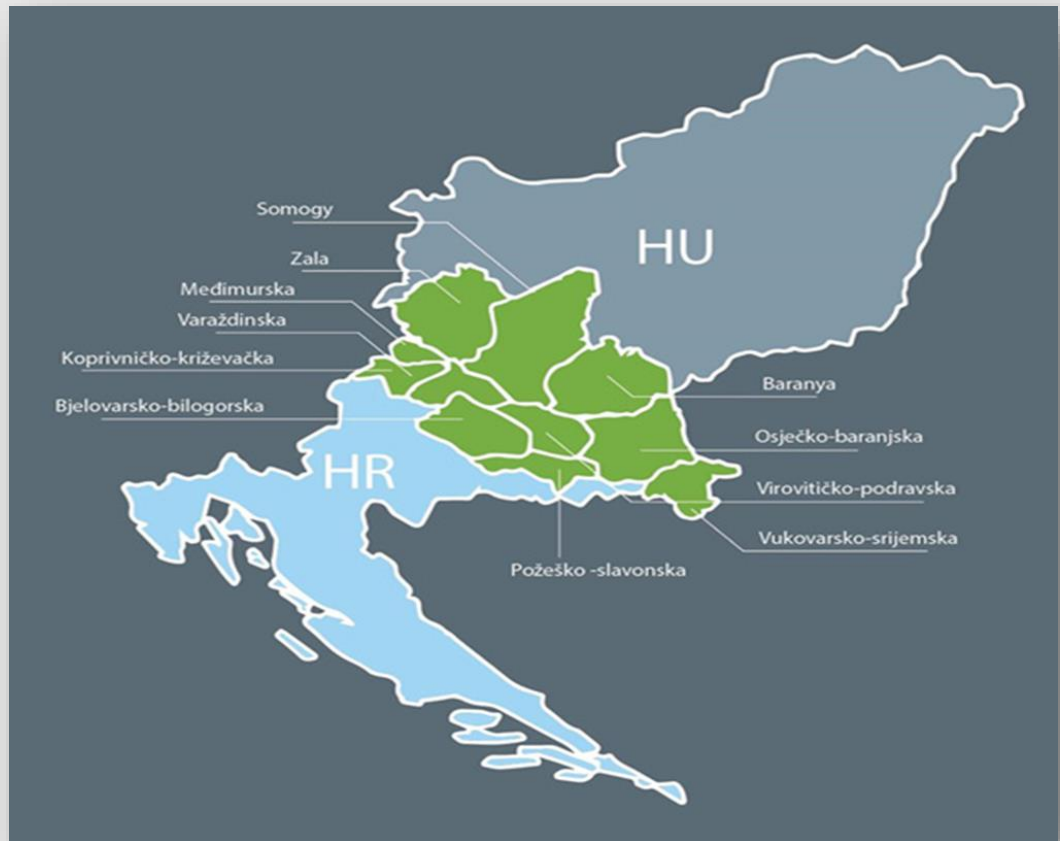 Somogy
HU
Zala
Međimurska
Varaždinska
Koprivničko-križevačka
Baranya
Bjelovarsko-bilogorska
Osječko-baranjska
HR
Virovitičko-podravska
Vukovarsko-srijemska
Požeško -slavonska